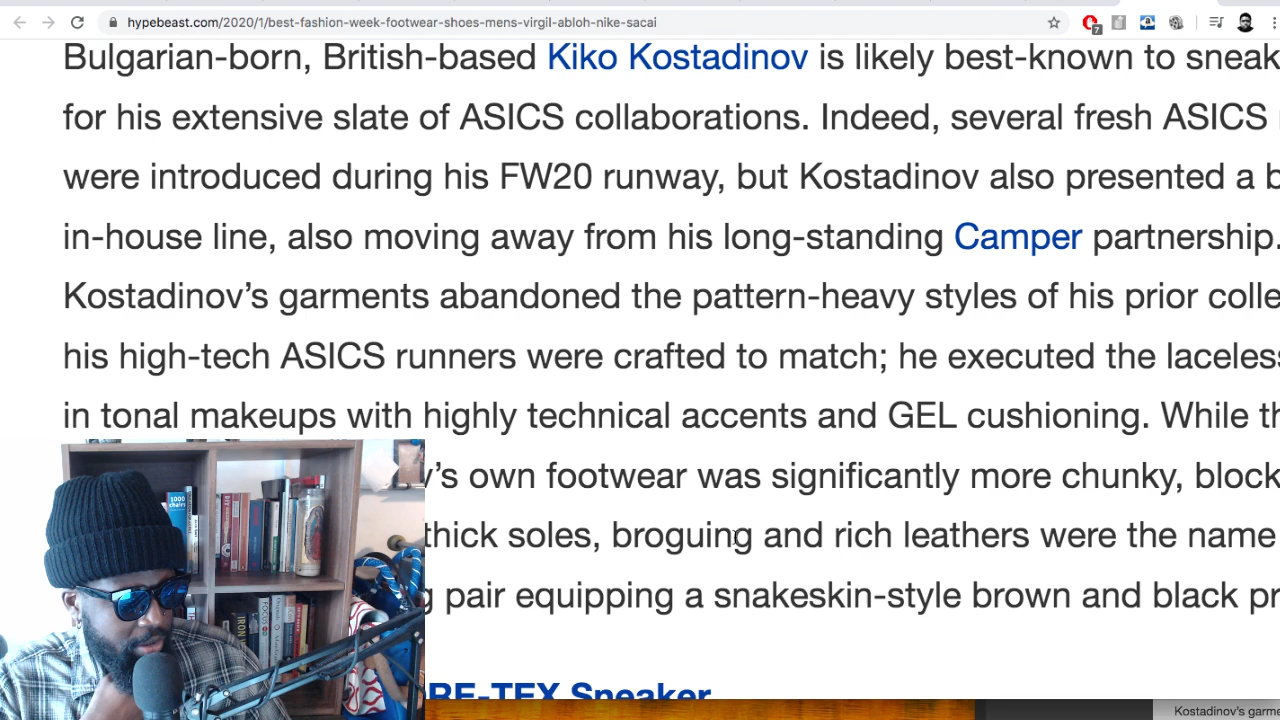 hypebeast.com/2020/1/best-fashion-week-footwear-shoes-mens-virgil-abloh-nike-sacai
7
Bulgarian-born, British-based Kiko Kostadinov is likely best-known to sneak
for his extensive slate of ASICS collaborations. Indeed, several fresh ASICS
were introduced during his FW20 runway, but Kostadinov also presented a b
in-house line, also moving away from his long-standing Camper partnership.
Kostadinov's garments abandoned the pattern-heavy styles of his prior colle
his high-tech ASICS runners were crafted to match; he executed the laceless
in tonal makeups with highly technical accents and GEL cushioning. While th
y's own footwear was significantly more chunky, block
thick soles, broguing and rich leathers were the name
g pair equipping a snakeskin-style brown and black pr
RE-TEX Sneaker
Kostadinov's garme
1000 chairs